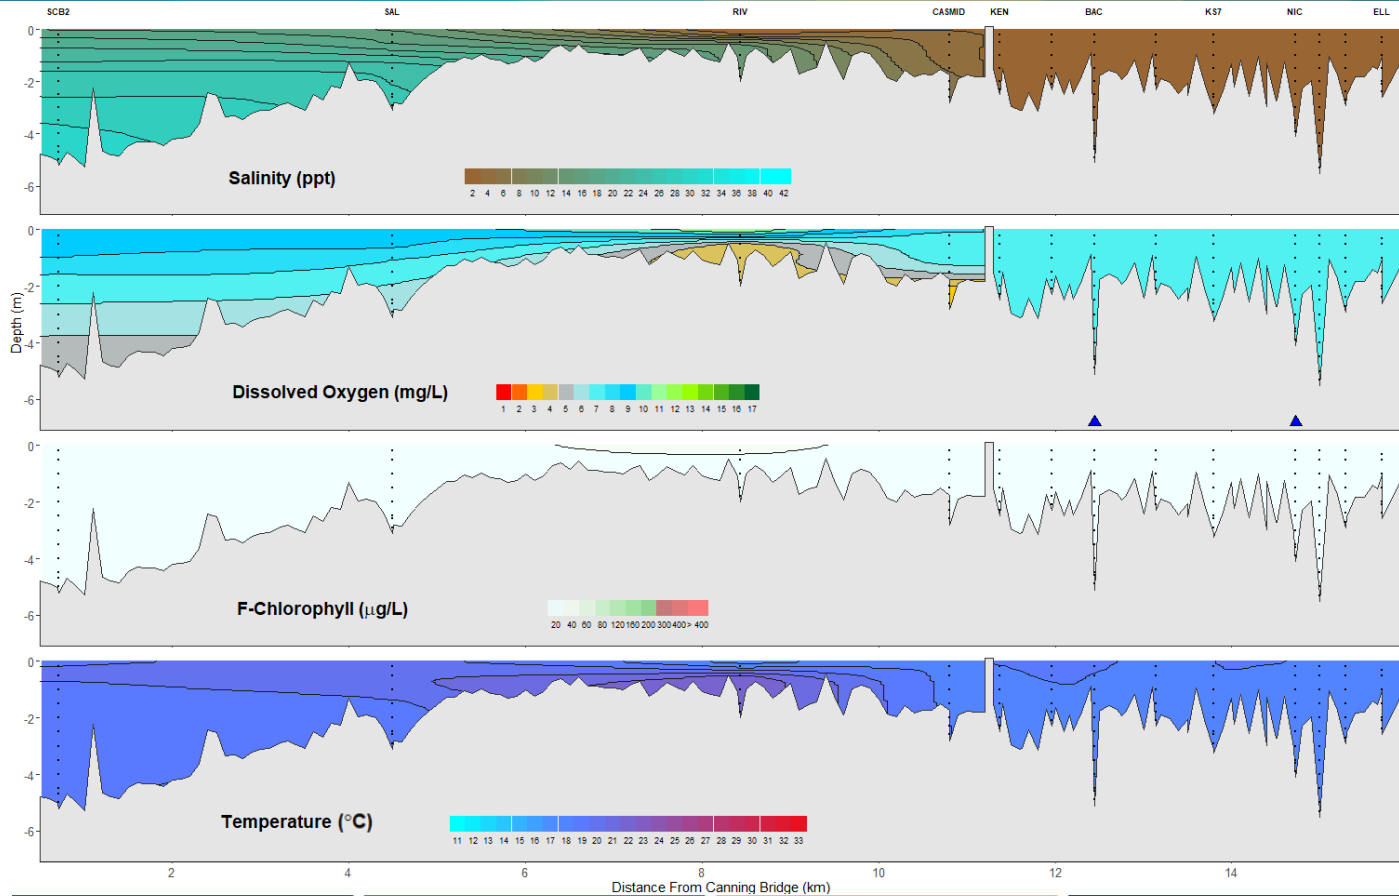 SCB2 SAL RIV CASMID KEN BAC KS7 NIC ELL
0
-2
-4
-6
Salinity (ppt)
2 4 6 8 10 12 14 16 18 20 22 24 26 28 30 32 34 36 38 40 42
0
-2
-4
-6
Depth (m)
Dissolved Oxygen (mg/L)
1 2 3 4 5 6 7 8 9 10 11 12 13 14 15 16 17
0
-2
-4
-6
F-Chlorophyll (µg/L)
20 40 60 80 120 160 200 300 400 > 400
0
-2
-4
-6
Temperature (°C)
11 12 13 14 15 16 17 18 19 20 21 22 23 24 25 26 27 28 29 30 31 32 33
2 4 6 8 10 12 14
Distance From Canning Bridge (km)